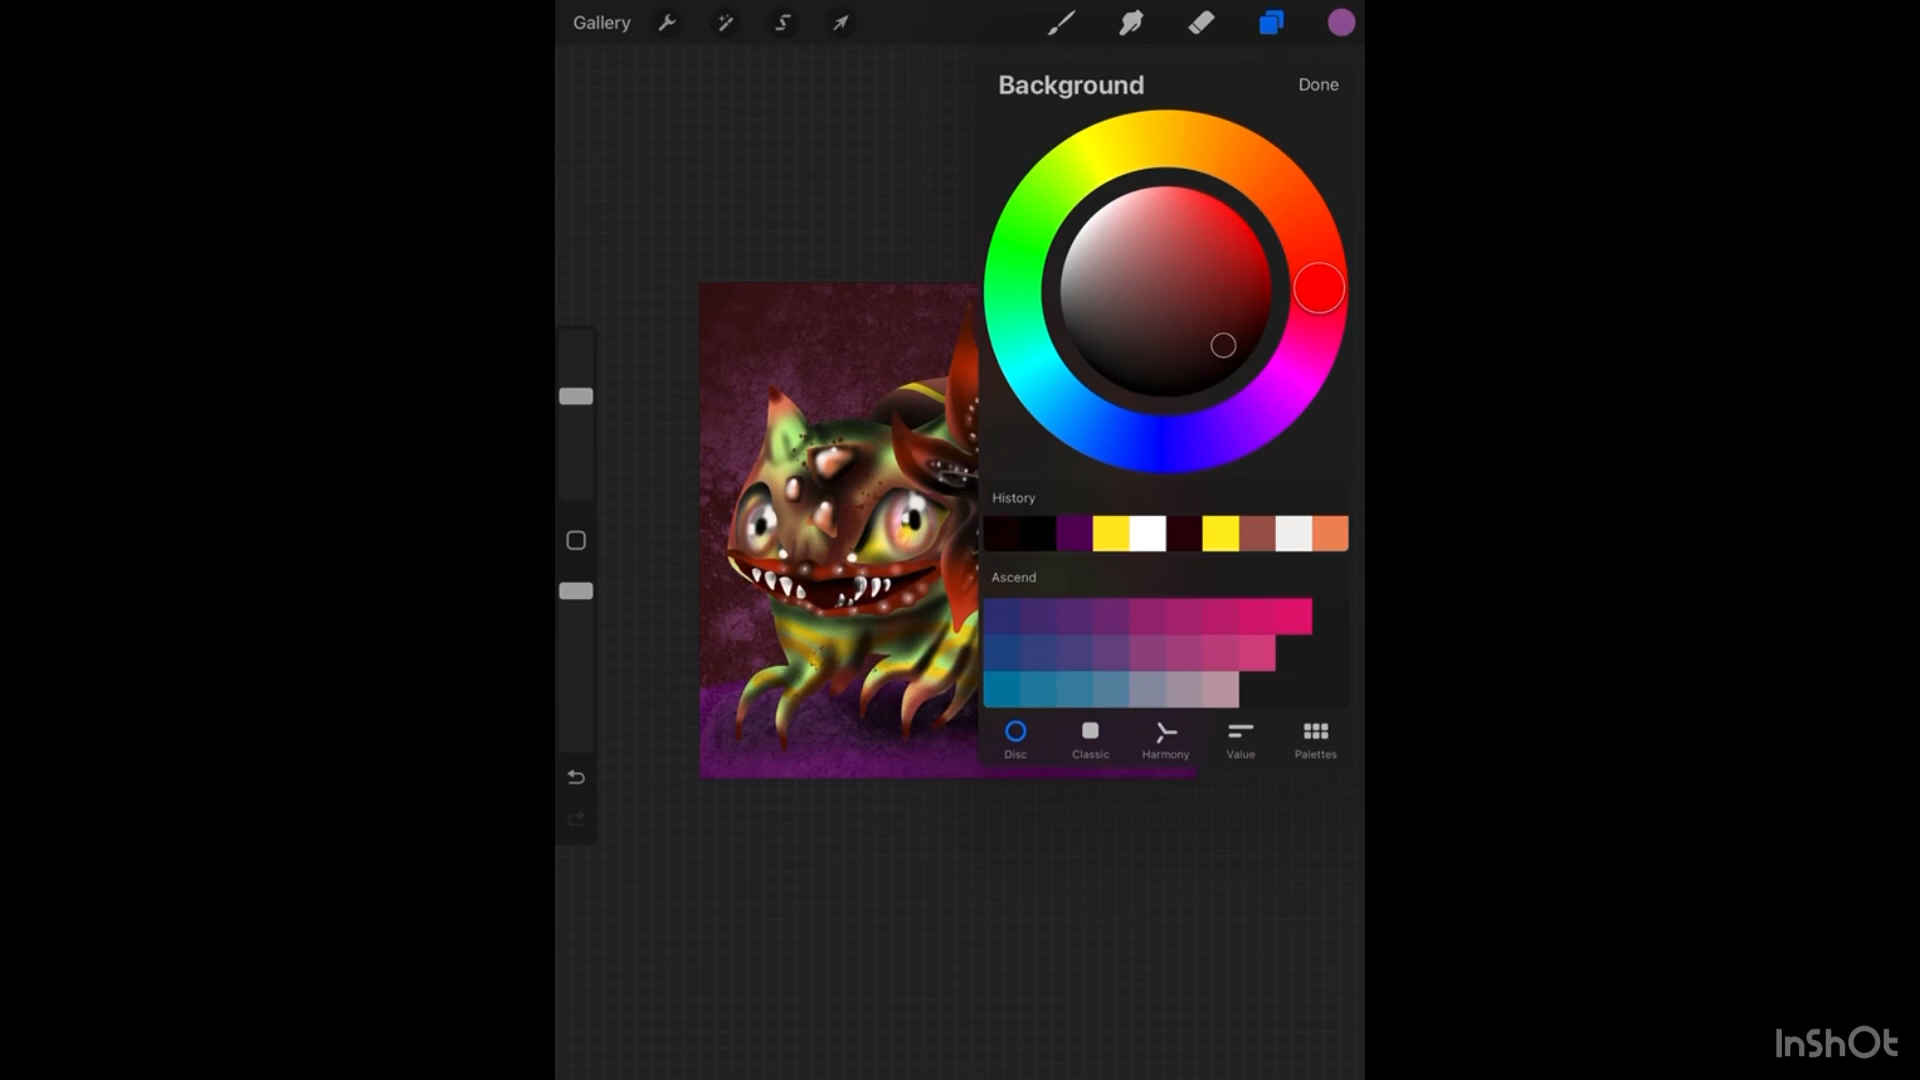 Gallery
Background Done
History
Ascend
Disc Classic Harmony Value Palettes
InShOt